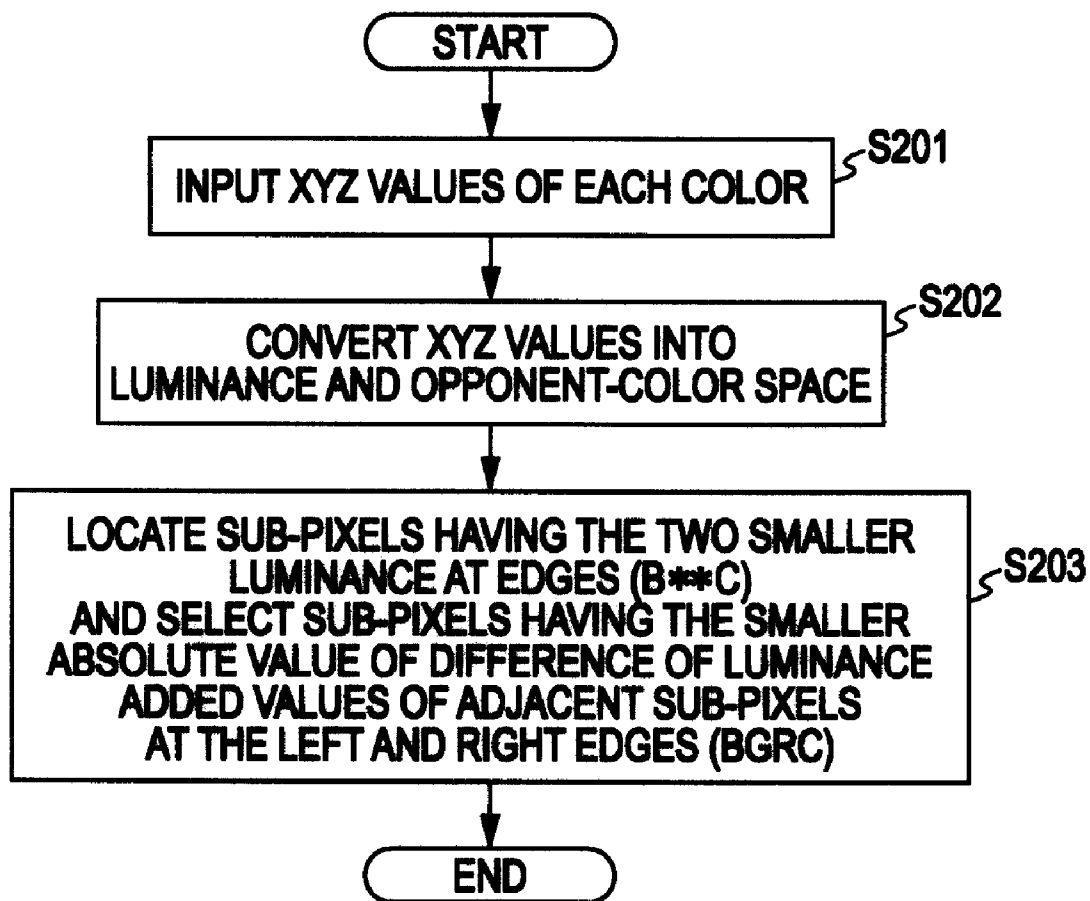 START
INPUT XYZ VALUES OF EACH COLOR
S201
CONVERT XYZ VALUES INTO
LUMINANCE AND OPPONENT-COLOR SPACE
S202
LOCATE SUB-PIXELS HAVING THE TWO SMALLER
LUMINANCE AT EDGES (B**C)
AND SELECT SUB-PIXELS HAVING THE SMALLER
ABSOLUTE VALUE OF DIFFERENCE OF LUMINANCE
ADDED VALUES OF ADJACENT SUB-PIXELS
AT THE LEFT AND RIGHT EDGES (BGRC)
S203
END